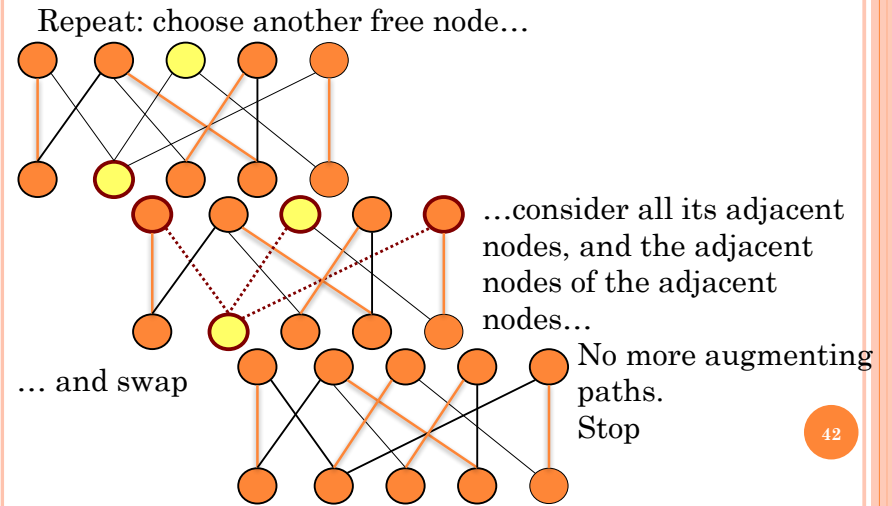 Repeat: choose another free node…
…consider all its adjacent
nodes, and the adjacent
nodes of the adjacent
nodes…
… and swap
No more augmenting
paths.
Stop
42